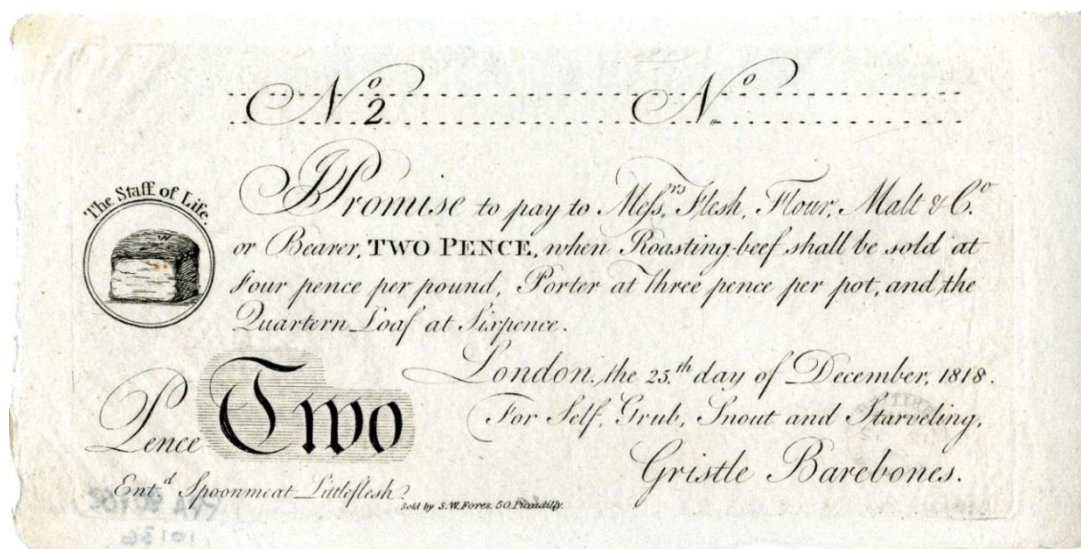 No 2 No
The Staff of Life.
I Promise to pay to Messrs. Flesh, Flour, Malt & Co.
or Bearer, TWO PENCE, when Roasting-beef shall be sold at
Four pence per pound, Porter at Three pence per pot, and the
Quartern Loaf at Sixpence.
London, the 25th day of December, 1818.
Pence Two
For Self, Grub, Snout and Starveling,
Gristle Barebones.
Ent.d Spoonmeat Littleflesh
Sold by S.W. Fores, 50, Piccadilly.